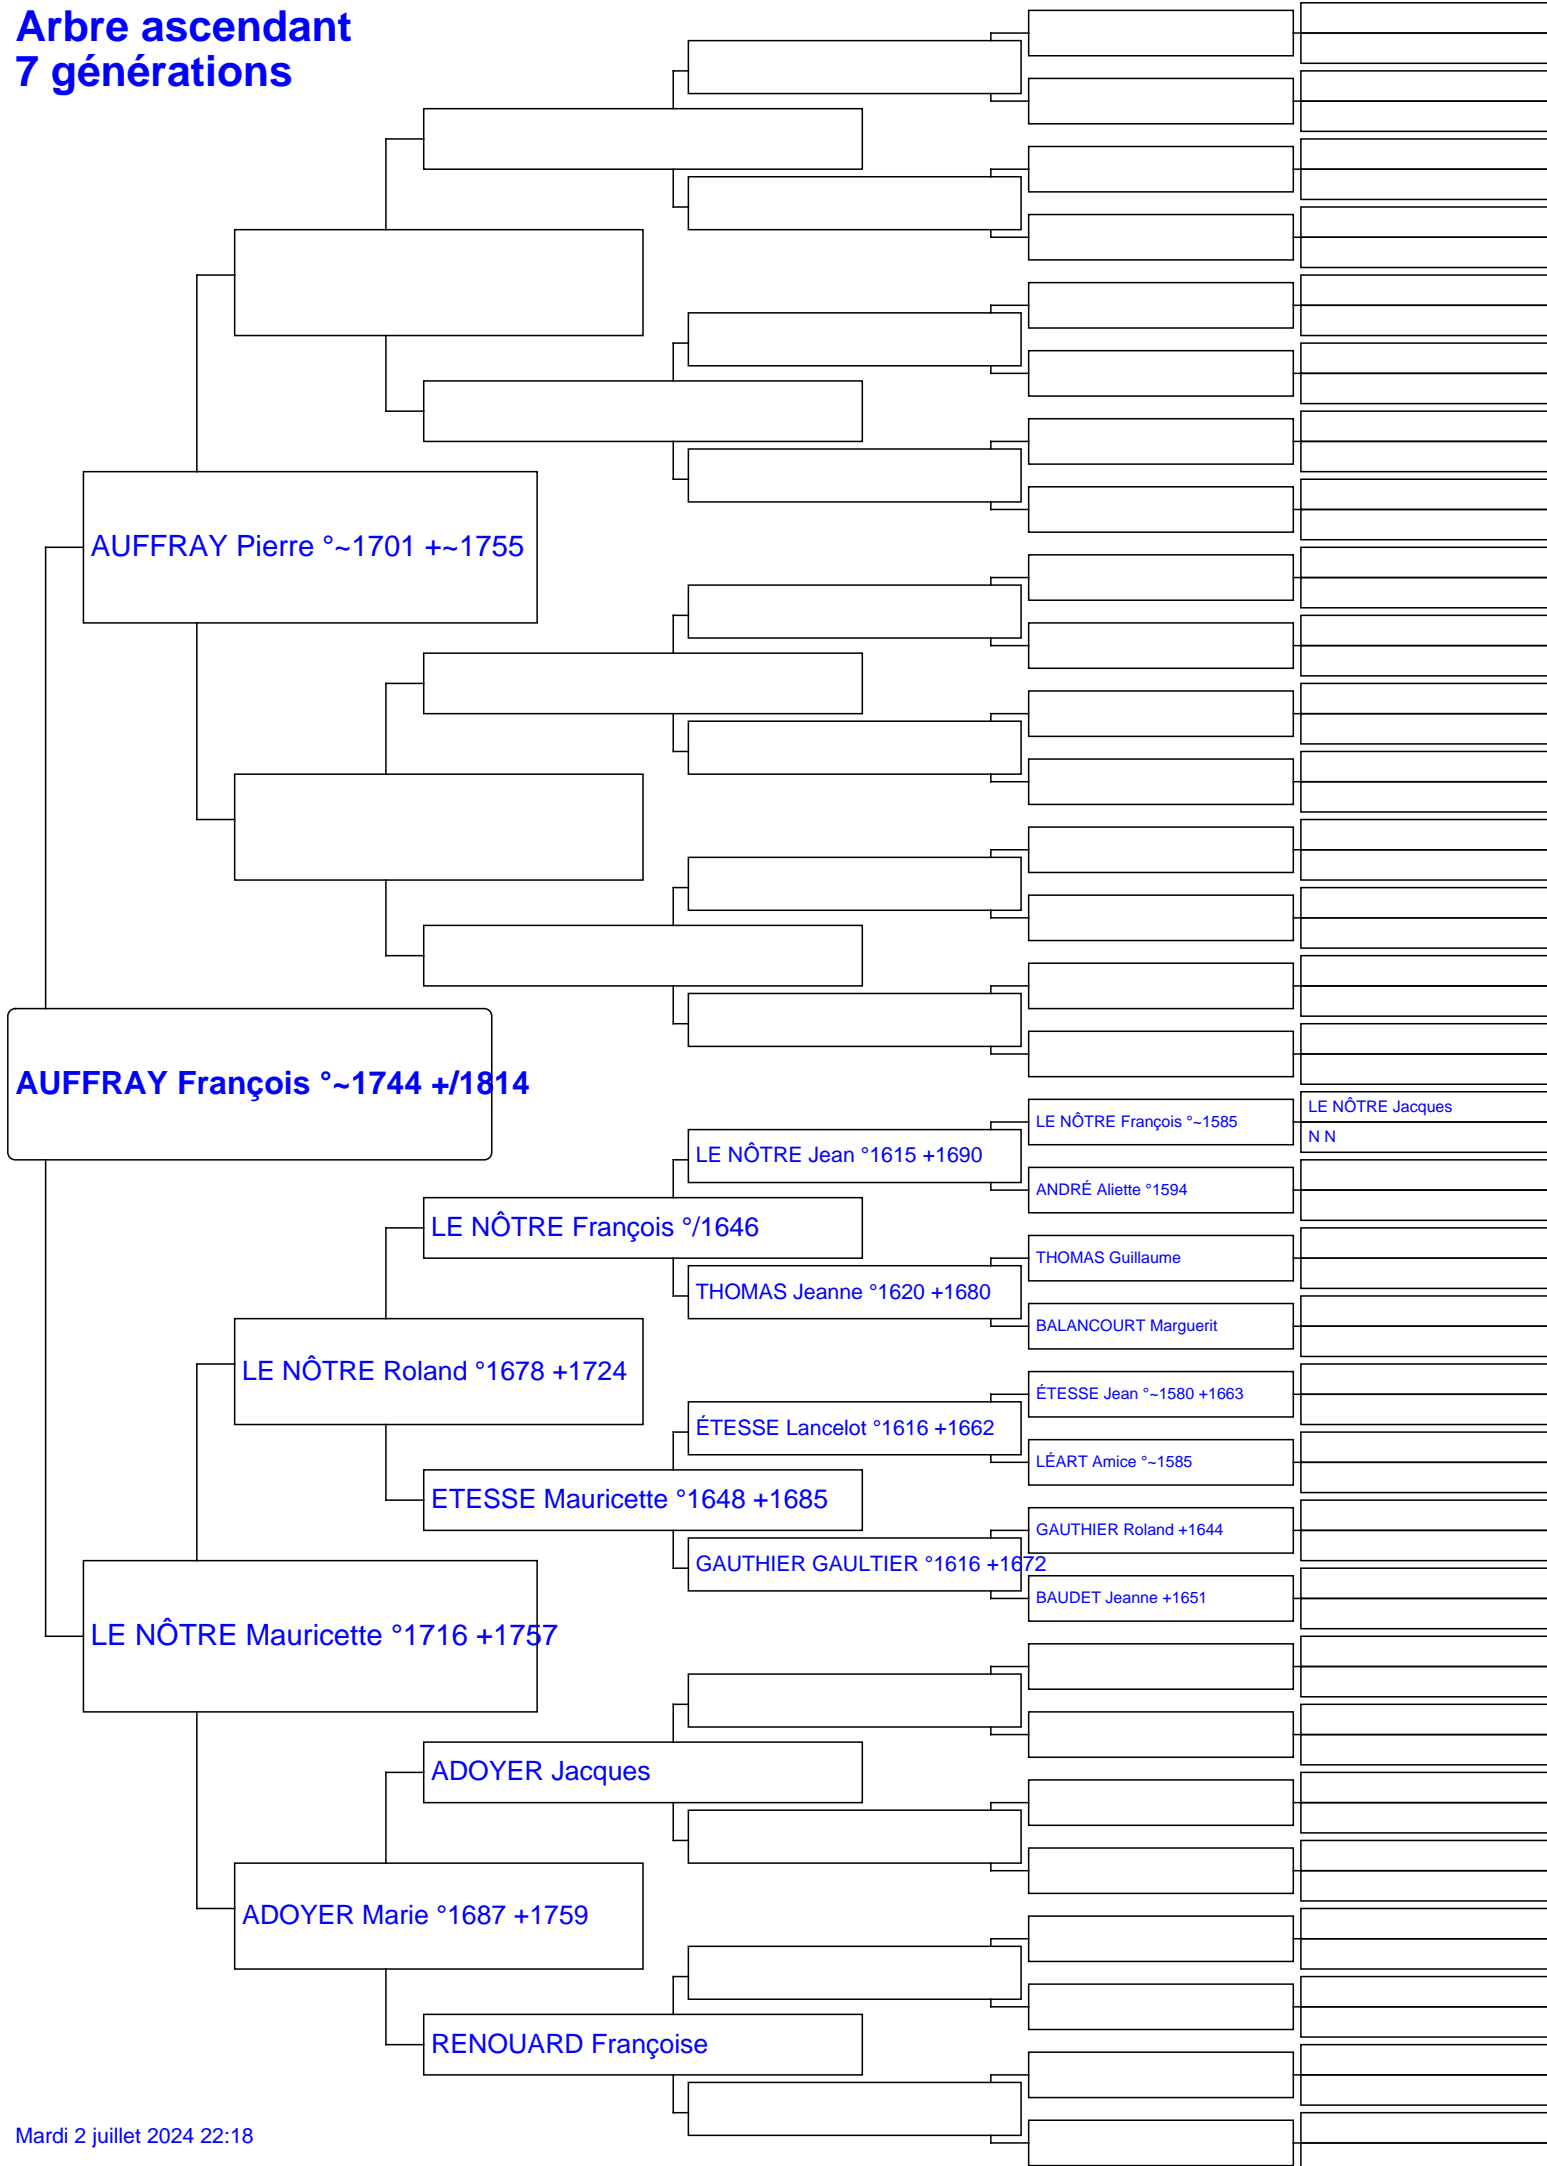 Arbre ascendant
7 générations
AUFFRAY Pierre °~1701 +~1755
AUFFRAY François °~1744 +/1814
LE NÔTRE François °~1585
LE NÔTRE Jacques
N N
LE NÔTRE Jean °1615 +1690
ANDRÉ Aliette °1594
LE NÔTRE François °/1646
THOMAS Guillaume
THOMAS Jeanne °1620 +1680
BALANCOURT Marguerit
LE NÔTRE Roland °1678 +1724
ÉTESSE Jean °~1580 +1663
ÉTESSE Lancelot °1616 +1662
LÉART Amice °~1585
ETESSE Mauricette °1648 +1685
GAUTHIER Roland +1644
GAUTHIER GAULTIER °1616 +1672
BAUDET Jeanne +1651
LE NÔTRE Mauricette °1716 +1757
ADOYER Jacques
ADOYER Marie °1687 +1759
RENOUARD Françoise
Mardi 2 juillet 2024 22:18